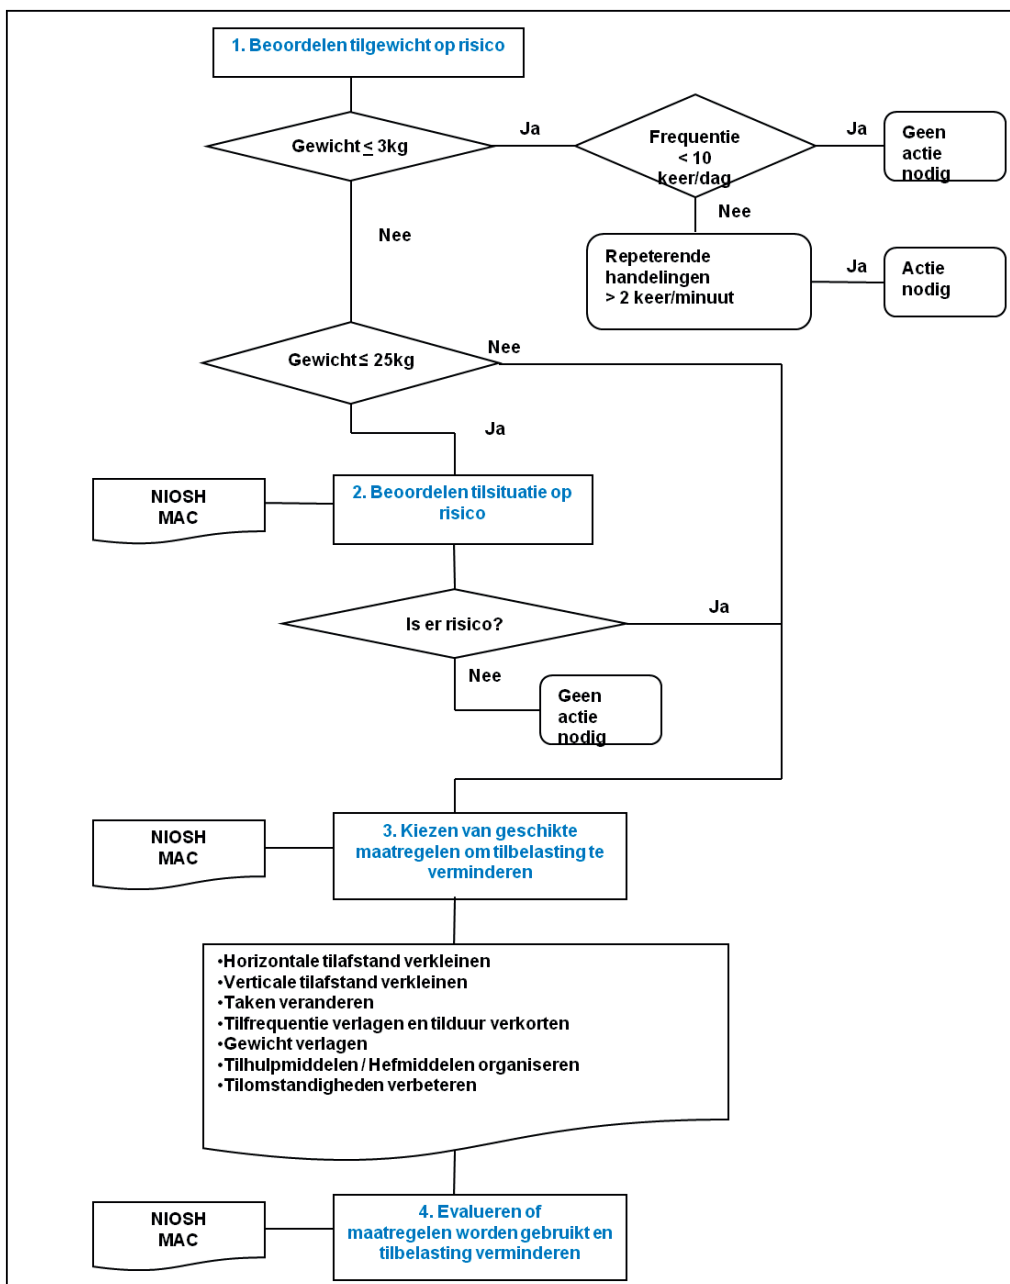 1. Beoordelen tilgewicht op risico
Gewicht ≤ 3kg
Ja
Frequentie
< 10
keer/dag
Ja
Geen
actie
nodig
Nee
Nee
Repeterende
handelingen
> 2 keer/minuut
Ja
Actie
nodig
Gewicht ≤ 25kg
Nee
Ja
NIOSH
MAC
2. Beoordelen tilsituatie op
risico
Is er risico?
Ja
Nee
Geen
actie
nodig
NIOSH
MAC
3. Kiezen van geschikte
maatregelen om tilbelasting te
verminderen
•Horizontale tilafstand verkleinen
•Verticale tilafstand verkleinen
•Taken veranderen
•Tilfrequentie verlagen en tilduur verkorten
•Gewicht verlagen
•Tilhulpmiddelen / Hefmiddelen organiseren
•Tilomstandigheden verbeteren
NIOSH
MAC
4. Evalueren of
maatregelen worden gebruikt en
tilbelasting verminderen